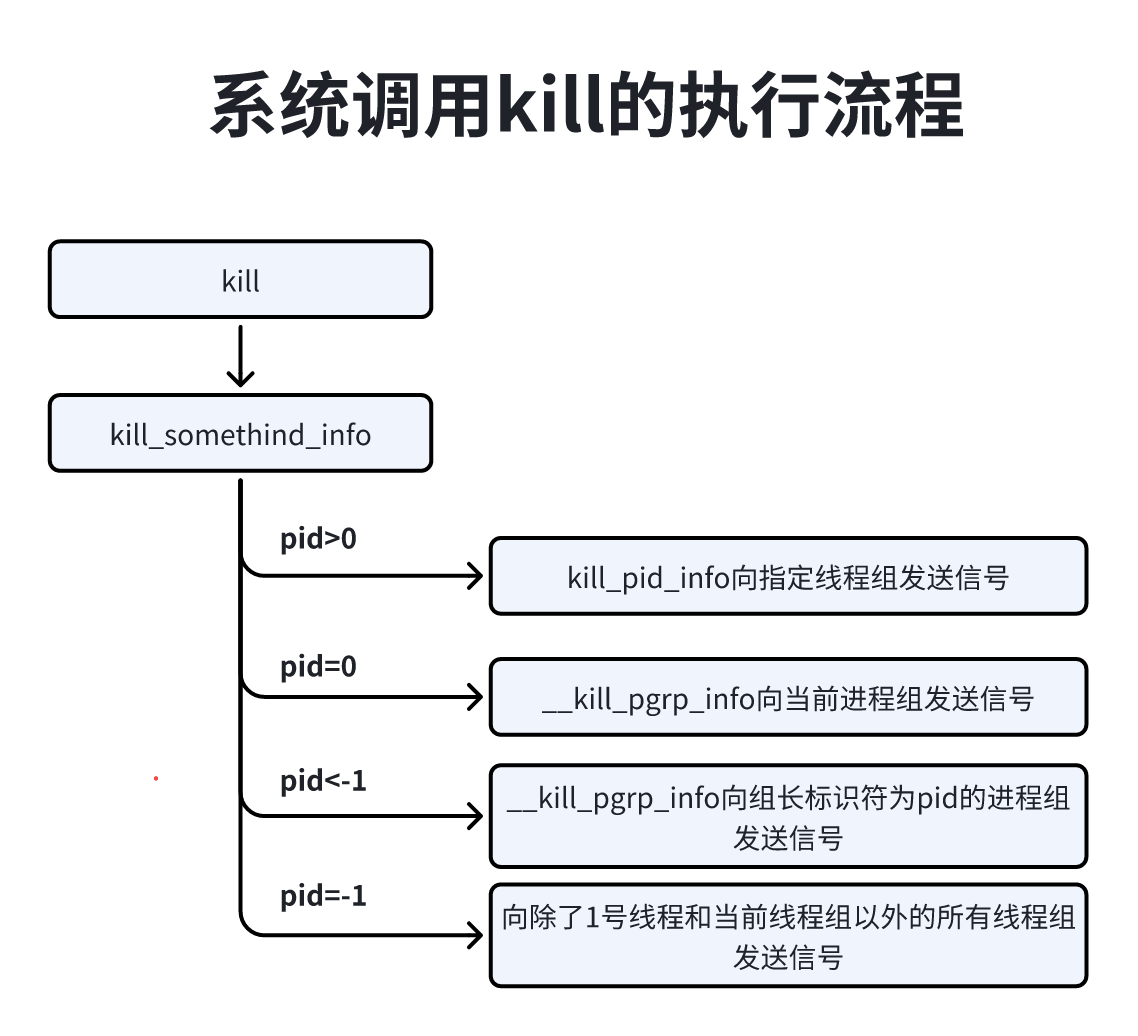 系统调用kill的执行流程
kill
kill_somethind_info
pid>0
kill_pid_info向指定线程组发送信号
pid=0
__kill_pgrp_info向当前进程组发送信号
pid<-1
__kill_pgrp_info向组长标识符为pid的进程组
发送信号
pid=-1
向除了1号线程和当前线程组以外的所有线程组
发送信号